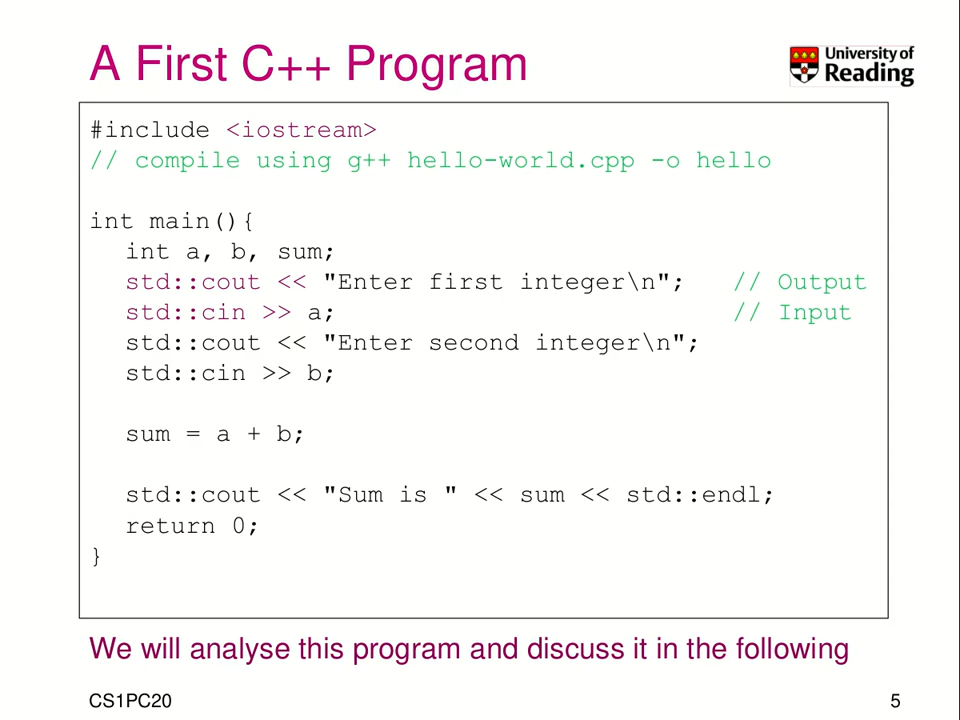 A First C++ Program
University of
Reading
#include <iostream>
// compile using g++ hello-world.cpp -o hello
int main(){
int a, b, sum;
std::cout << "Enter first integer\n"; // Output
std::cin >> a; // Input
std::cout << "Enter second integer\n";
std::cin >> b;
sum = a + b;
std::cout << "Sum is " << sum << std::endl;
return 0;
}
We will analyse this program and discuss it in the following
CS1PC20
5